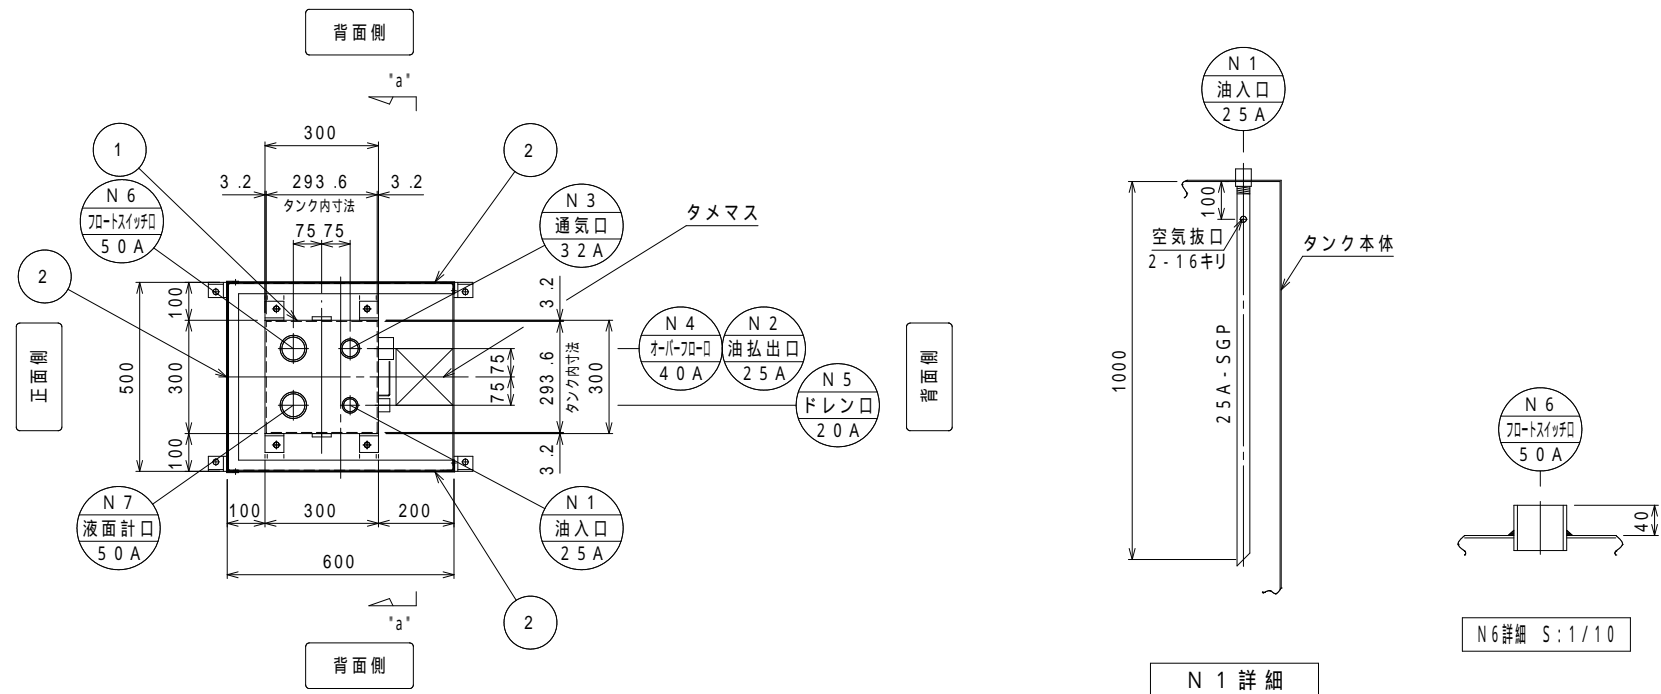 背面側
"a"
300
1
2
3.2
293.6
3.2
タンク内寸法
75
75
N6
フロートスイッチ口
50A
N3
通気口
32A
タメマス
2
100
300
100
500
3.2
293.6
タンク内寸法
300
3.2
75
75
N4
オーバーフロー口
40A
N2
油払出口
25A
N5
ドレン口
20A
正面側
背面側
N7
液面計口
50A
100
300
200
600
N1
油入口
25A
2
"a"
背面側
N1
油入口
25A
100
空気抜口
2-16キリ
タンク本体
1000
25A-SGP
N1詳細
N6
フロートスイッチ口
50A
40
N6詳細 S:1/10